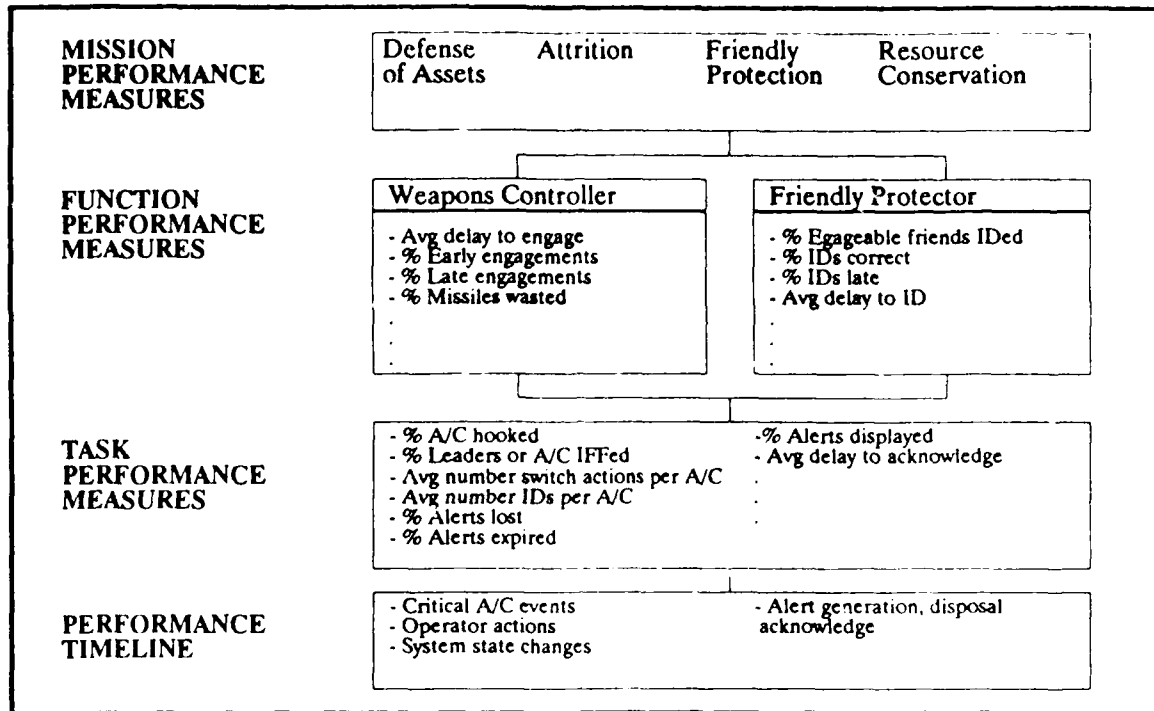 MISSION
PERFORMANCE
MEASURES
Defense
of Assets
Attrition
Friendly
Protection
Resource
Conservation
FUNCTION
PERFORMANCE
MEASURES
Weapons Controller
- Avg delay to engage
- % Early engagements
- % Late engagements
- % Missiles wasted
.
.
.
Friendly Protector
- % Egageable friends IDed
- % IDs correct
- % IDs late
- Avg delay to ID
.
.
.
TASK
PERFORMANCE
MEASURES
- % A/C hooked
- % Leaders or A/C IFFed
- Avg number switch actions per A/C
- Avg number IDs per A/C
- % Alerts lost
- % Alerts expired
-% Alerts displayed
- Avg delay to acknowledge
.
.
.
PERFORMANCE
TIMELINE
- Critical A/C events
- Operator actions
- System state changes
- Alert generation, disposal
acknowledge